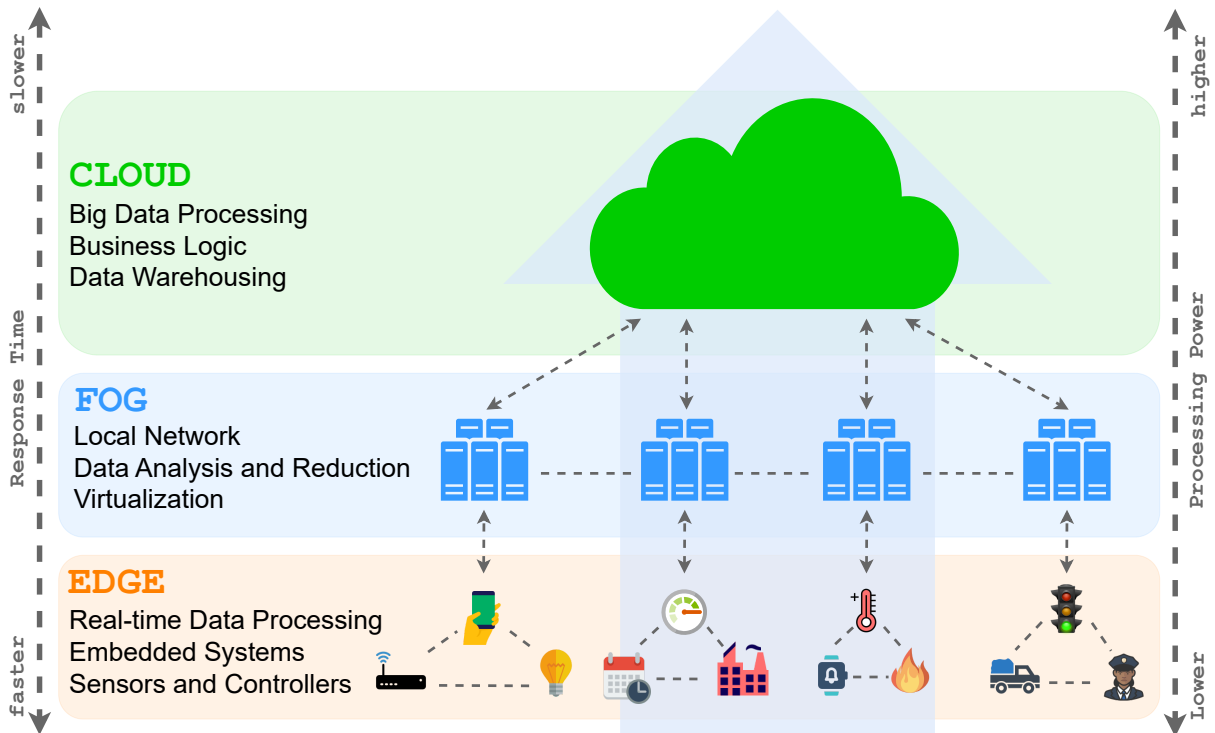 slower
Response Time
faster
CLOUD
Big Data Processing
Business Logic
Data Warehousing
FOG
Local Network
Data Analysis and Reduction
Virtualization
EDGE
Real-time Data Processing
Embedded Systems
Sensors and Controllers
higher
Processing Power
Lower